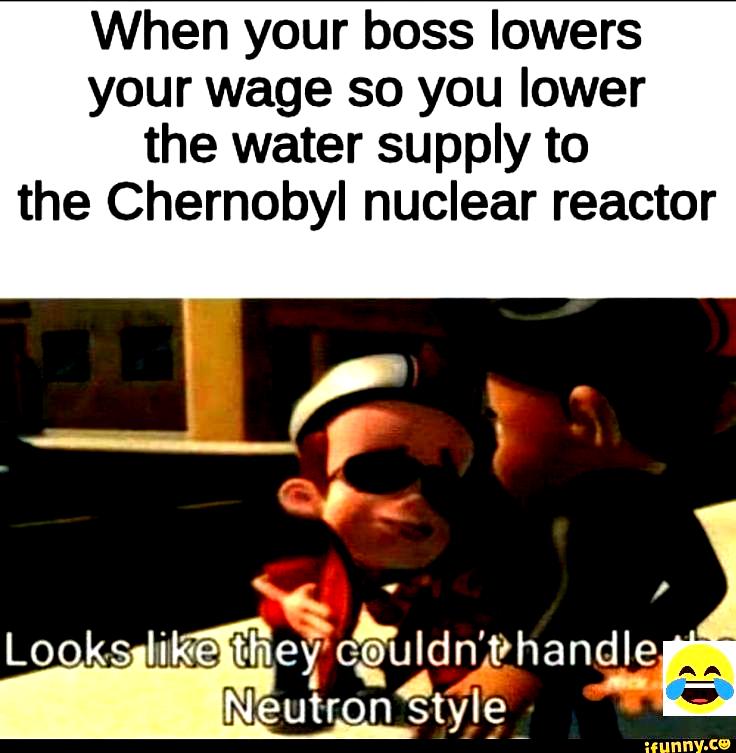 When your boss lowers
your wage so you lower
the water supply to
the Chernobyl nuclear reactor
Looks like they couldn't handle
Neutron style
ifunny.co